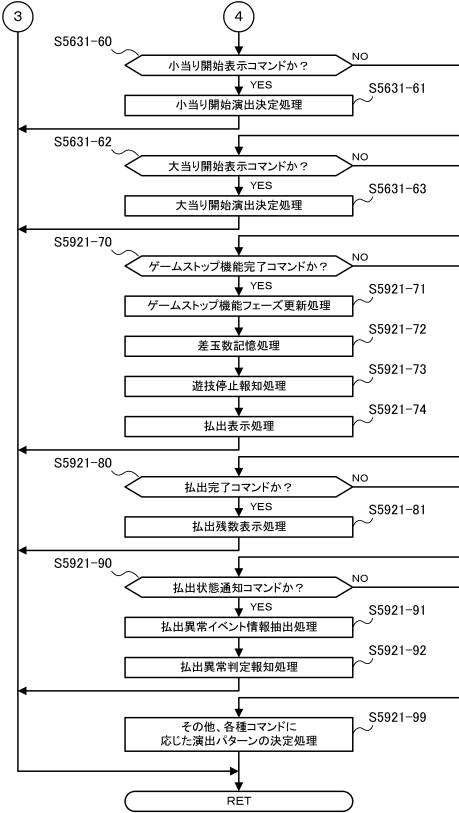 3
4
S5631-60
小当り開始表示コマンドか？
NO
YES
S5631-61
小当り開始演出決定処理
S5631-62
大当り開始表示コマンドか？
NO
YES
S5631-63
大当り開始演出決定処理
S5921-70
ゲームストップ機能完了コマンドか？
NO
YES
S5921-71
ゲームストップ機能フェーズ更新処理
S5921-72
差玉数記憶処理
S5921-73
遊技停止報知処理
S5921-74
払出表示処理
S5921-80
払出完了コマンドか？
NO
YES
S5921-81
払出残数表示処理
S5921-90
払出状態通知コマンドか？
NO
YES
S5921-91
払出異常イベント情報抽出処理
S5921-92
払出異常判定報知処理
S5921-99
その他、各種コマンドに
応じた演出パターンの決定処理
RET